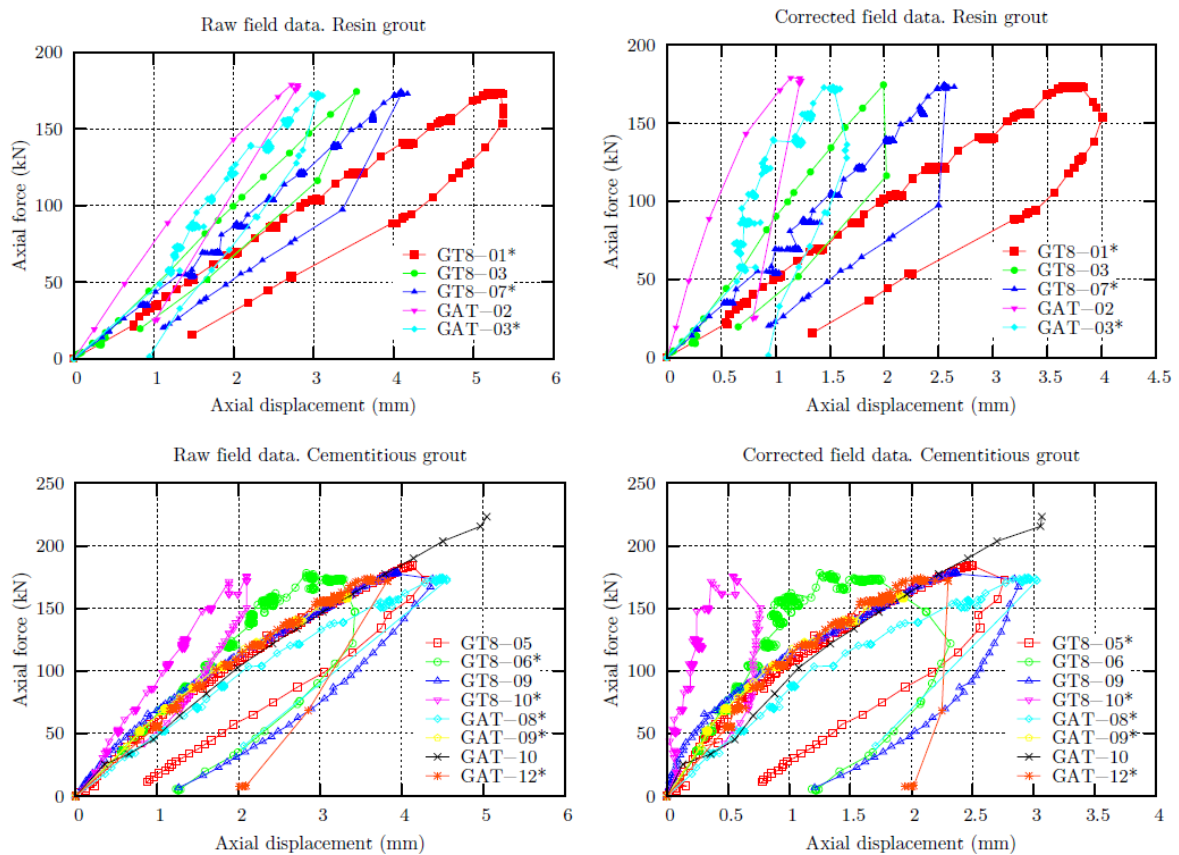 Raw field data. Resin grout
200
150
100
50
0
0 1 2 3 4 5 6
Axial force (kN)
Axial displacement (mm)
GT8−01*
GT8−03
GT8−07*
GAT−02
GAT−03*
Corrected field data. Resin grout
200
150
100
50
0
0 0.5 1 1.5 2 2.5 3 3.5 4 4.5
Axial force (kN)
Axial displacement (mm)
GT8−01*
GT8−03
GT8−07*
GAT−02
GAT−03*
Raw field data. Cementitious grout
250
200
150
100
50
0
0 1 2 3 4 5 6
Axial force (kN)
Axial displacement (mm)
GT8−05
GT8−06*
GT8−09
GT8−10*
GAT−08*
GAT−09*
GAT−10
GAT−12*
Corrected field data. Cementitious grout
250
200
150
100
50
0
0 0.5 1 1.5 2 2.5 3 3.5 4
Axial force (kN)
Axial displacement (mm)
GT8−05*
GT8−06
GT8−09
GT8−10*
GAT−08*
GAT−09*
GAT−10
GAT−12*